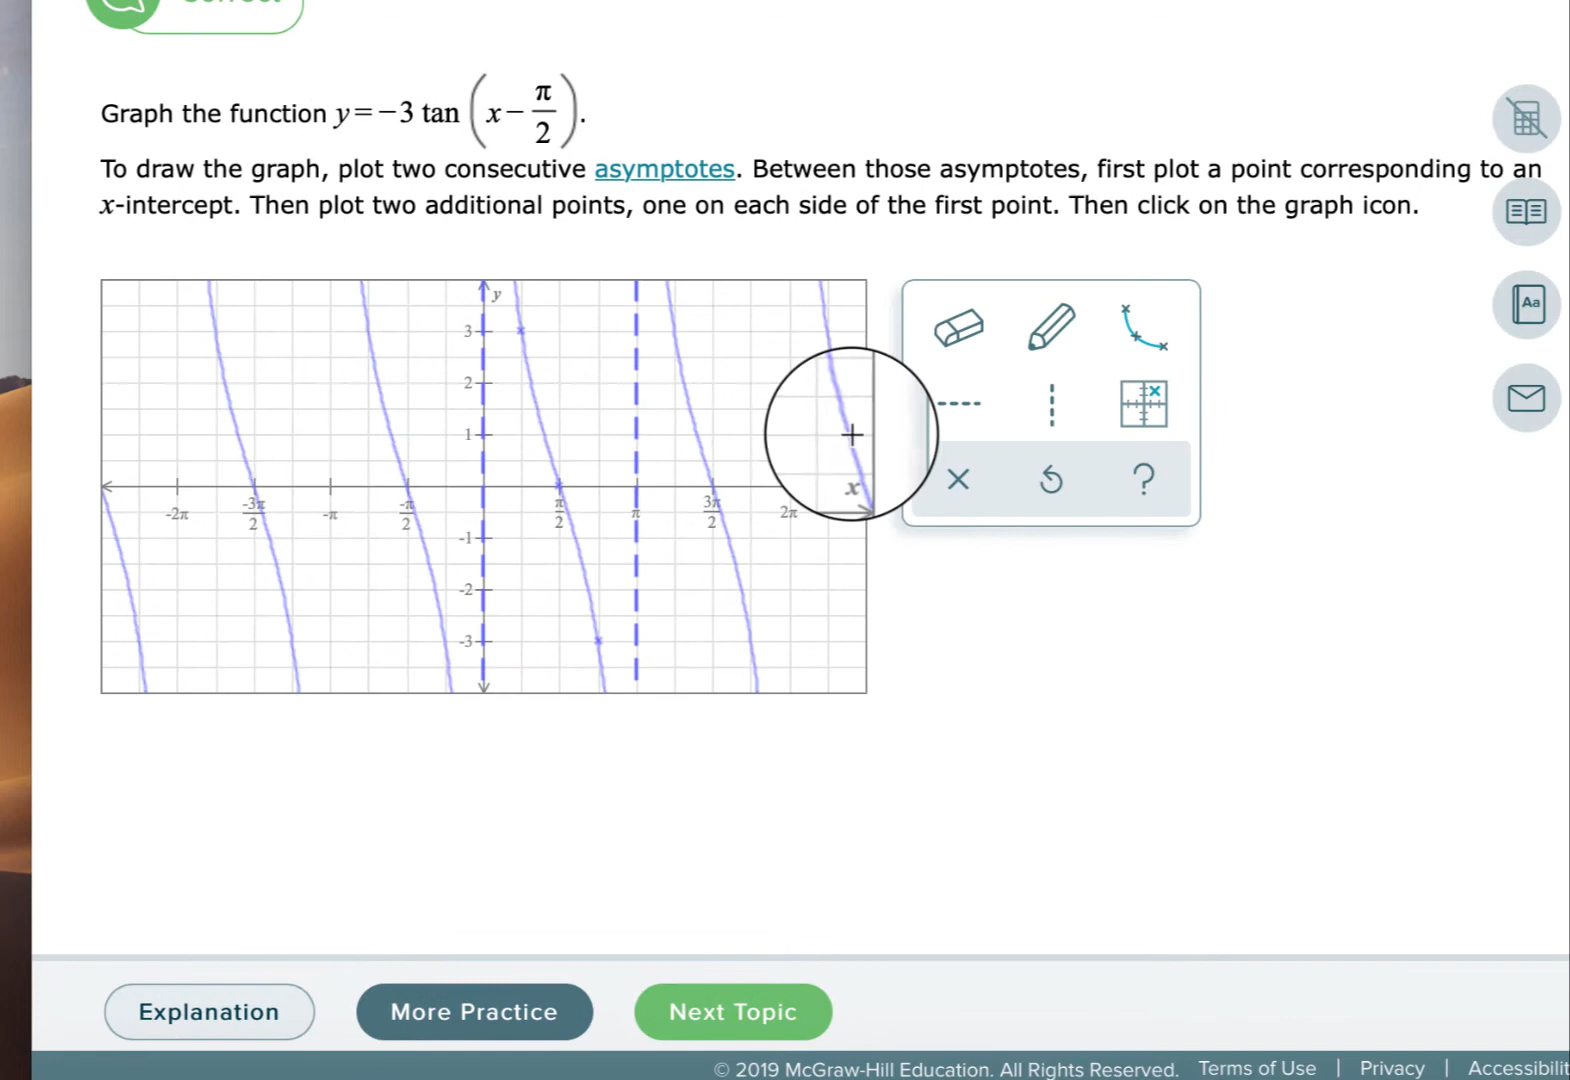 Correct
Graph the function y=−3 tan (x−π/2).
To draw the graph, plot two consecutive asymptotes. Between those asymptotes, first plot a point corresponding to an
x-intercept. Then plot two additional points, one on each side of the first point. Then click on the graph icon.
y
3
2
1
x
-2π -3π/2 -π -π/2 π/2 π 3π/2 2π
-1
-2
-3
Aa
?
Explanation More Practice Next Topic
© 2019 McGraw-Hill Education. All Rights Reserved. Terms of Use | Privacy | Accessibilit